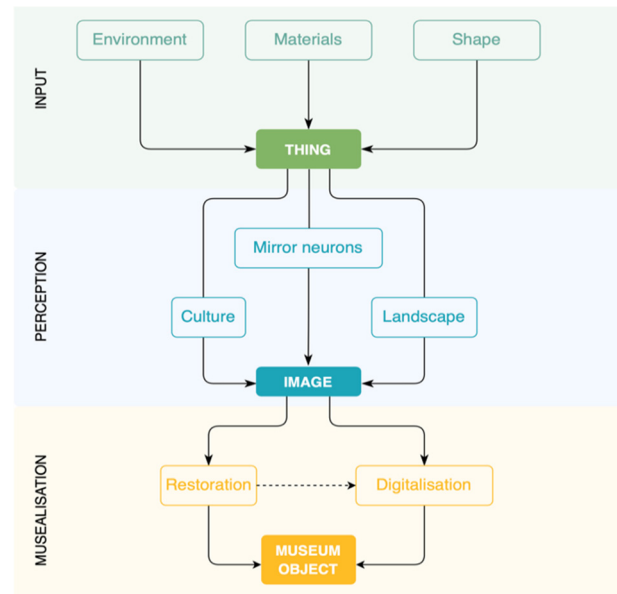 INPUT
Environment
Materials
Shape
THING
PERCEPTION
Mirror neurons
Culture
Landscape
IMAGE
MUSEALISATION
Restoration
Digitalisation
MUSEUM
OBJECT